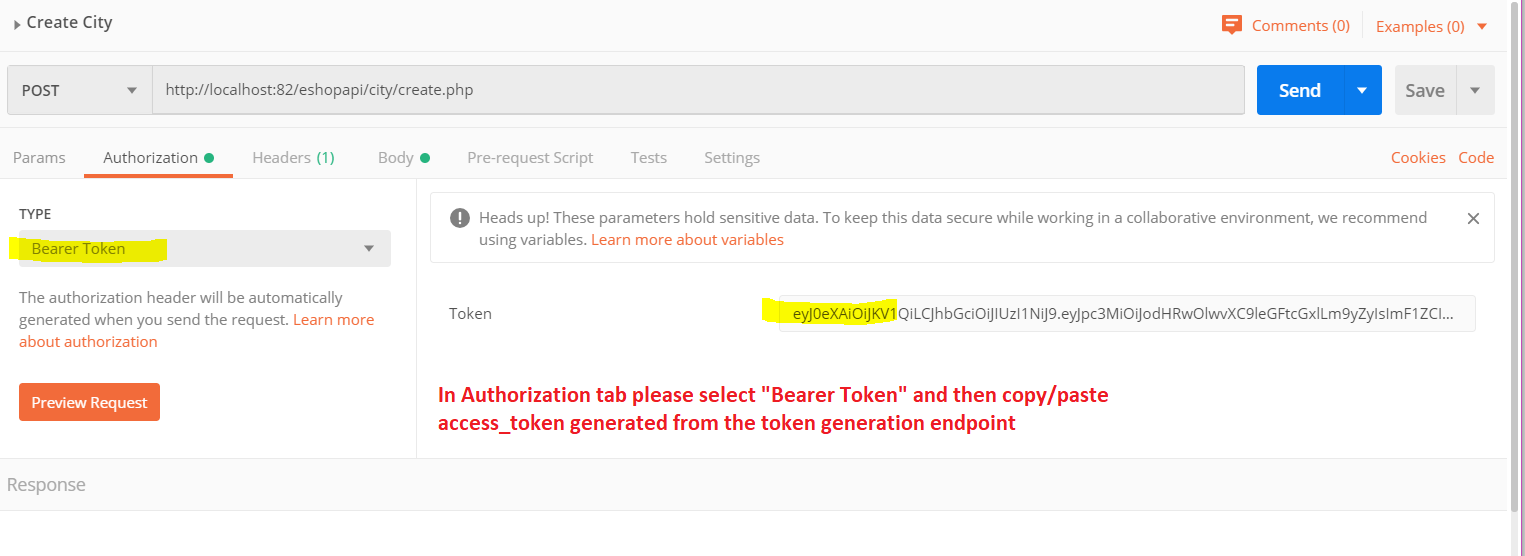 Create City
Comments (0)
Examples (0)
POST
http://localhost:82/eshopapi/city/create.php
Send
Save
Params
Authorization
Headers (1)
Body
Pre-request Script
Tests
Settings
Cookies
Code
TYPE
Bearer Token
The authorization header will be automatically
generated when you send the request. Learn more
about authorization
Preview Request
Heads up! These parameters hold sensitive data. To keep this data secure while working in a collaborative environment, we recommend
using variables. Learn more about variables
Token
eyJ0eXAiOiJKV1QiLCJhbGciOiJIUzI1NiJ9.eyJpc3MiOiJodHRwOlwvXC9leGFtcGxlLm9yZyIsImF1ZCI...
In Authorization tab please select "Bearer Token" and then copy/paste
access_token generated from the token generation endpoint
Response